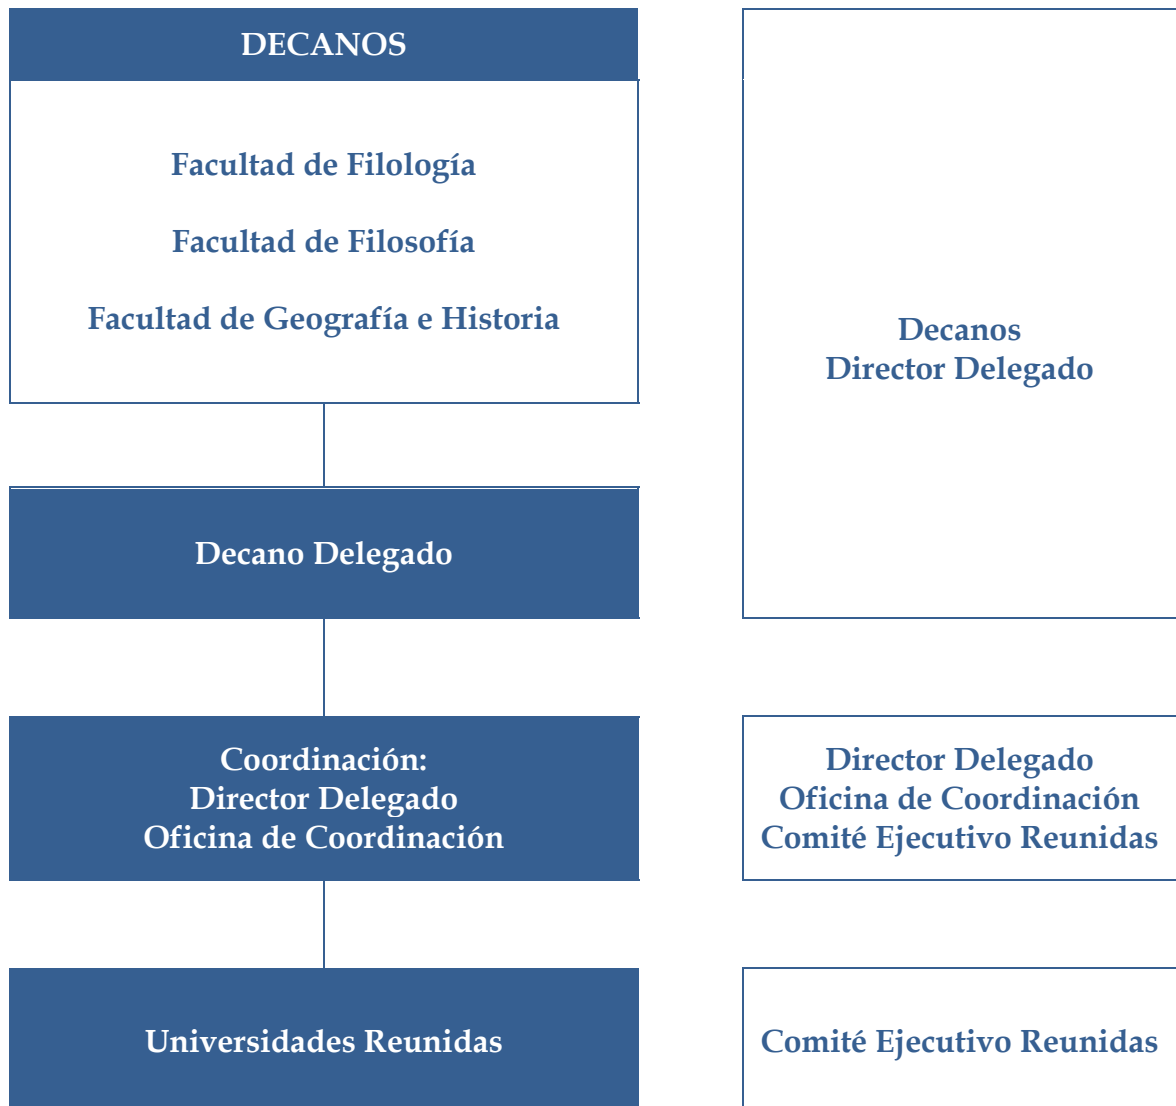 DECANOS
Facultad de Filología
Facultad de Filosofía
Facultad de Geografía e Historia
Decanos
Director Delegado
Decano Delegado
Coordinación:
Director Delegado
Oficina de Coordinación
Director Delegado
Oficina de Coordinación
Comité Ejecutivo Reunidas
Universidades Reunidas
Comité Ejecutivo Reunidas